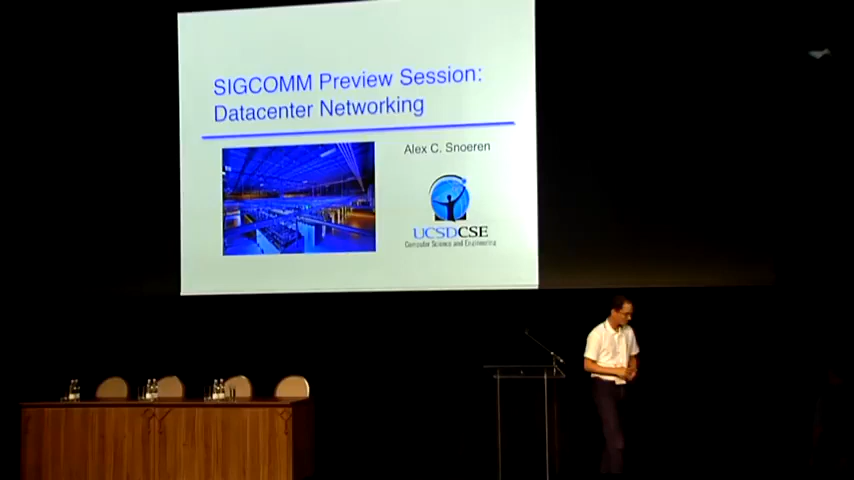 SIGCOMM Preview Session:
Datacenter Networking
Alex C. Snoeren
UCSDCSE
Computer Science and Engineering